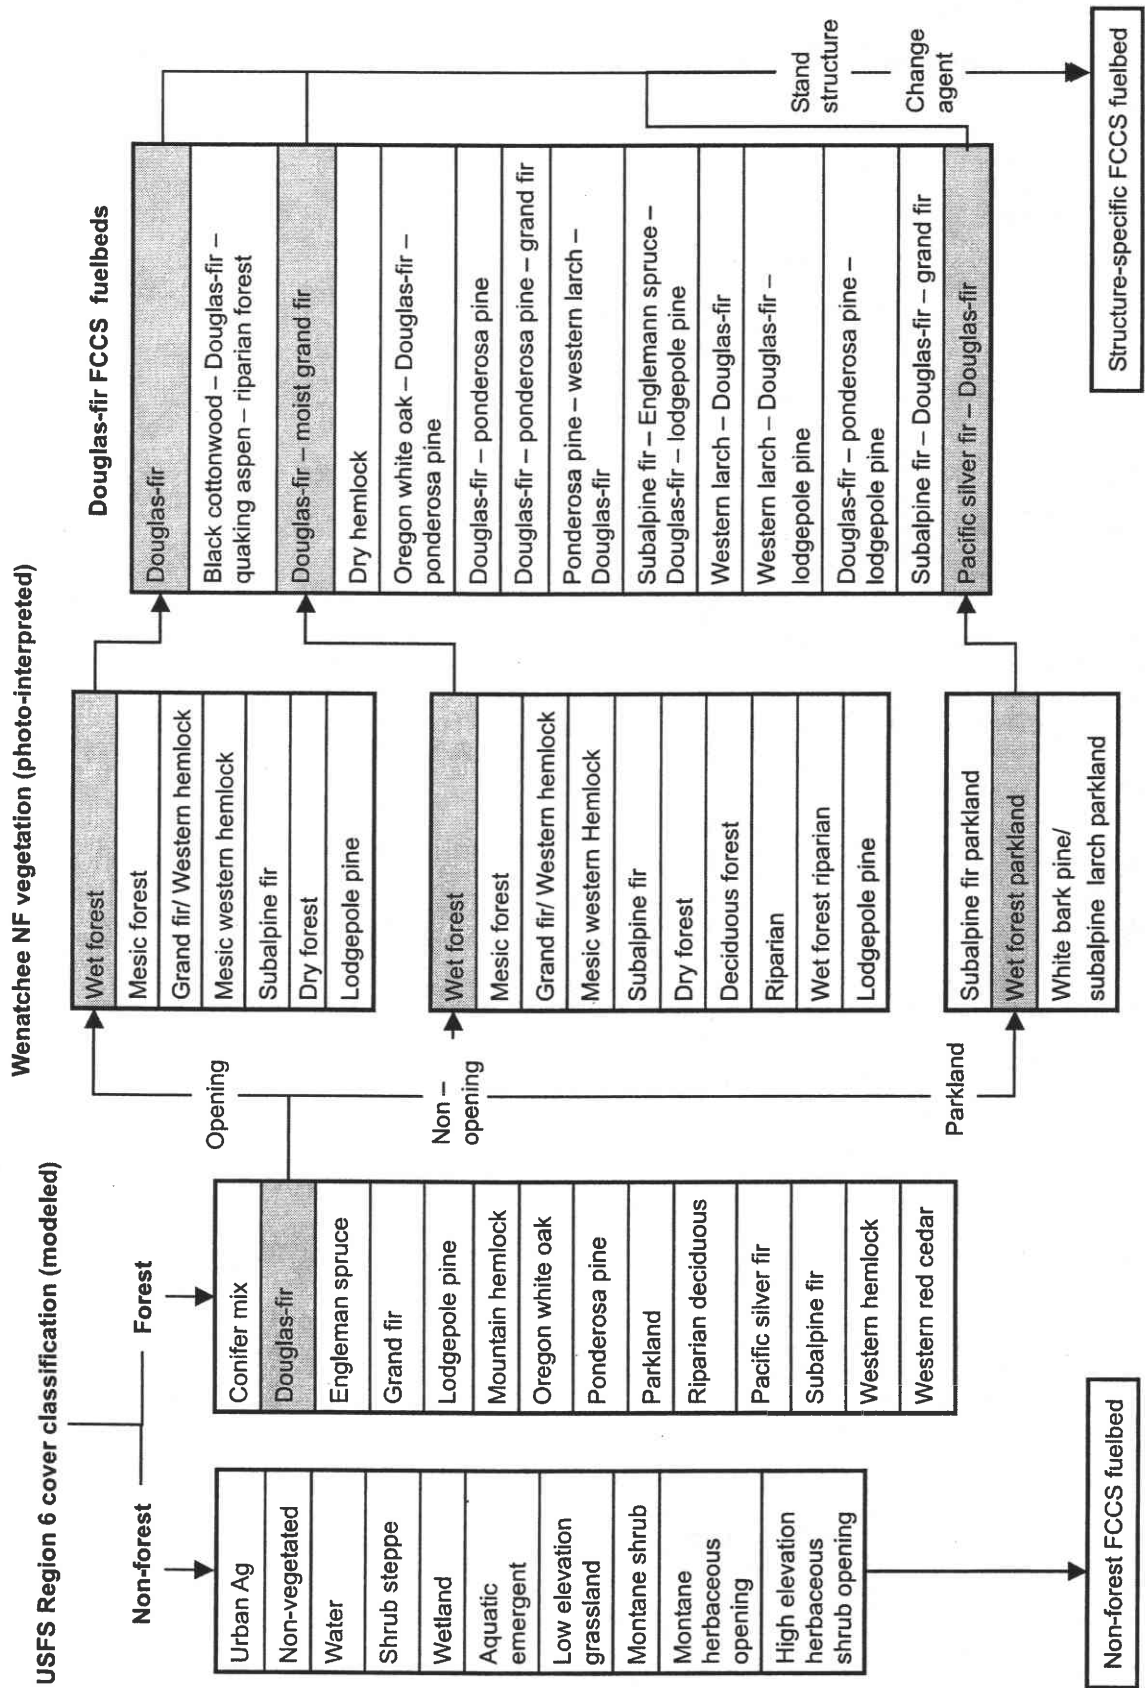 USFS Region 6 cover classification (modeled)
Non-forest
Forest
Urban Ag
Non-vegetated
Water
Shrub steppe
Wetland
Aquatic
emergent
Low elevation
grassland
Montane shrub
Montane
herbaceous
opening
High elevation
herbaceous
shrub opening
Non-forest FCCS fuelbed
Conifer mix
Douglas-fir
Engleman spruce
Grand fir
Lodgepole pine
Mountain hemlock
Oregon white oak
Ponderosa pine
Parkland
Riparian deciduous
Pacific silver fir
Subalpine fir
Western hemlock
Western red cedar
Wenatchee NF vegetation (photo-interpreted)
Opening
Non –
opening
Parkland
Wet forest
Mesic forest
Grand fir/ Western hemlock
Mesic western hemlock
Subalpine fir
Dry forest
Lodgepole pine
Wet forest
Mesic forest
Grand fir/ Western hemlock
Mesic western Hemlock
Subalpine fir
Dry forest
Deciduous forest
Riparian
Wet forest riparian
Lodgepole pine
Subalpine fir parkland
Wet forest parkland
White bark pine/
subalpine larch parkland
Douglas-fir FCCS fuelbeds
Douglas-fir
Black cottonwood – Douglas-fir –
quaking aspen – riparian forest
Douglas-fir – moist grand fir
Dry hemlock
Oregon white oak – Douglas-fir –
ponderosa pine
Douglas-fir – ponderosa pine
Douglas-fir – ponderosa pine – grand fir
Ponderosa pine – western larch –
Douglas-fir
Subalpine fir – Englemann spruce –
Douglas-fir – lodgepole pine
Western larch – Douglas-fir
Western larch – Douglas-fir –
lodgepole pine
Douglas-fir – ponderosa pine –
lodgepole pine
Subalpine fir – Douglas-fir – grand fir
Pacific silver fir – Douglas-fir
Stand
structure
Change
agent
Structure-specific FCCS fuelbed